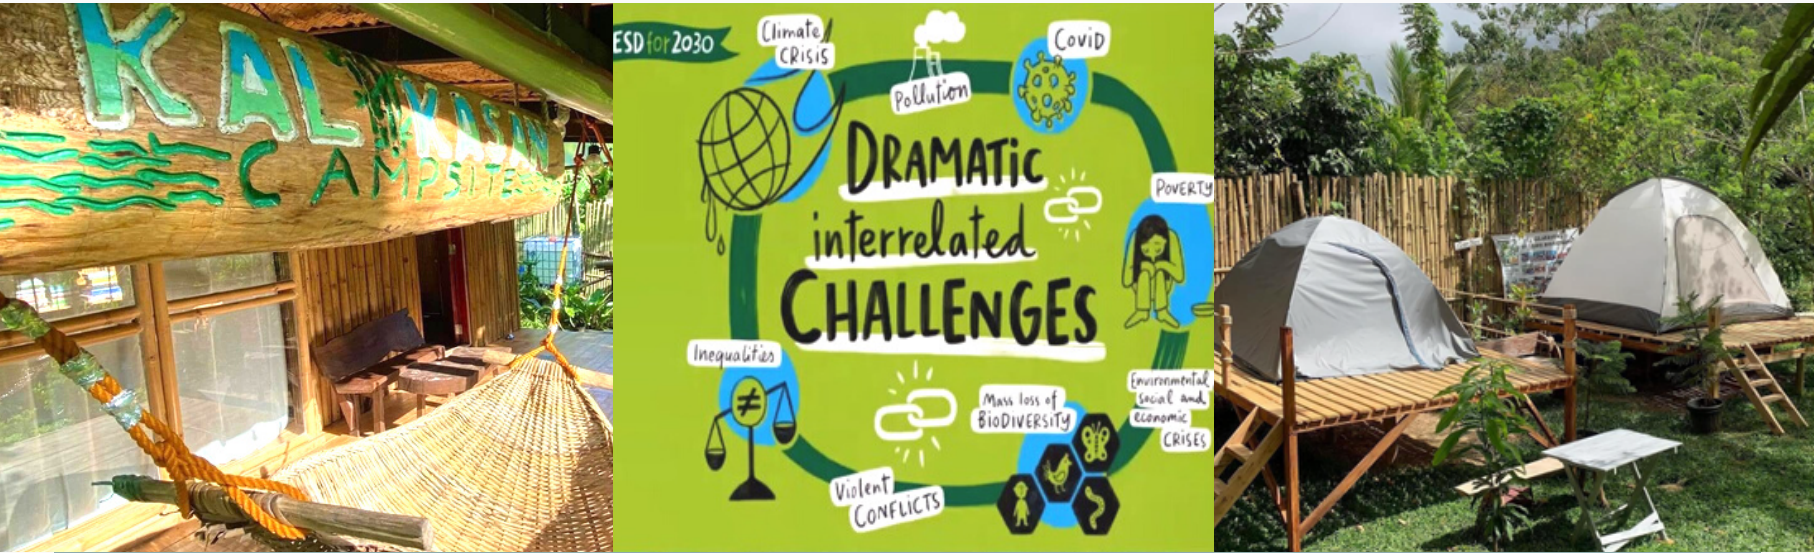 KALIKASAN
CAMPSITE
ESD for 2030
Climate
CRISIS
Pollution
COVID
DRAMATIC
interrelated
CHALLENGES
POVERTY
Inequalities
≠
Mass loss of
BIODIVERSITY
Environmental
social and
economic
CRISES
Violent
CONFLICTS